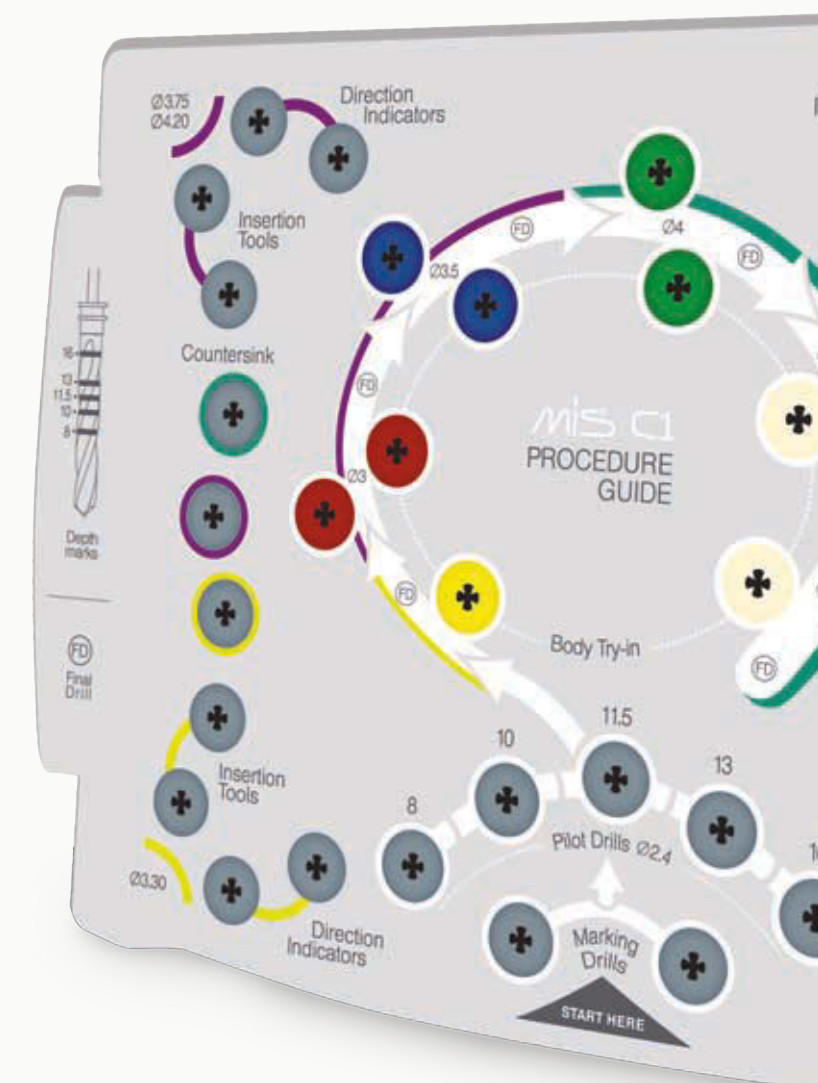 Ø3.75
Ø4.20
Direction
Indicators
Insertion
Tools
Countersink
16
13
11.5
10
8
Depth
marks
FD
Final
Drill
Insertion
Tools
Ø3.30
Direction
Indicators
FD
Ø4
FD
Ø3.5
FD
Ø3
FD
MIS C1
PROCEDURE
GUIDE
Body Try-in
FD
8
10
11.5
13
Pilot Drills Ø2.4
Marking
Drills
START HERE